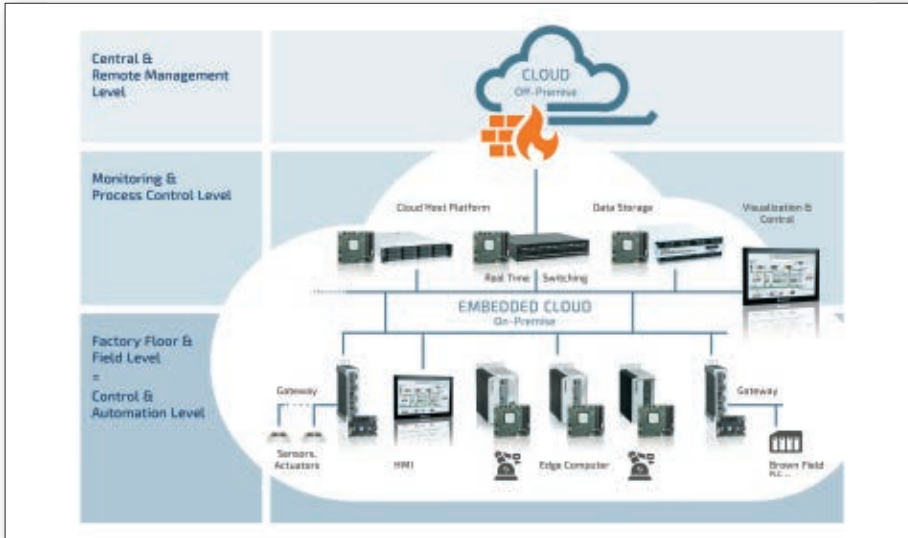 Central &
Remote Management
Level
CLOUD
Off-Premise
Monitoring &
Process Control Level
Cloud Host Platform
Data Storage
Visualization &
Control
Real Time
Switching
EMBEDDED CLOUD
On-Premise
Factory Floor &
Field Level
=
Control &
Automation Level
Gateway
Gateway
Sensors,
Actuators
HMI
Edge Computer
Brown Field
PLC ...